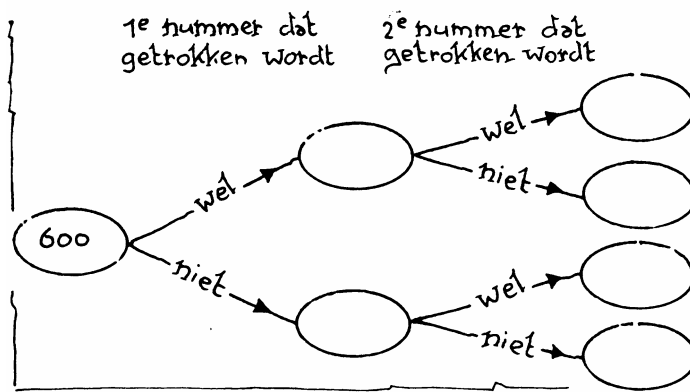 1e nummer dat
getrokken wordt
2e nummer dat
getrokken wordt
wel
niet
wel
niet
600
wel
niet